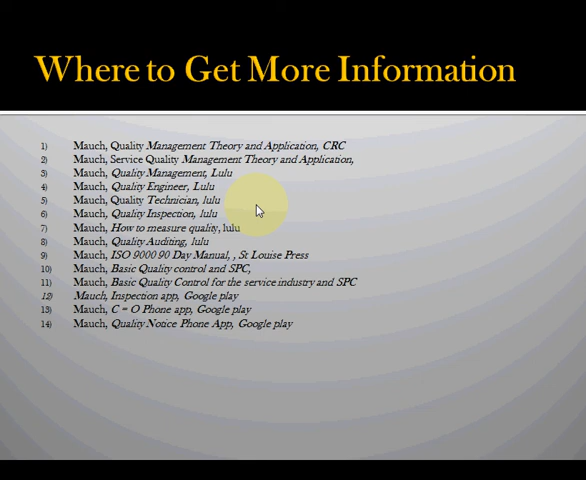 Where to Get More Information
1) Mauch, Quality Management Theory and Application, CRC
2) Mauch, Service Quality Management Theory and Application,
3) Mauch, Quality Management, Lulu
4) Mauch, Quality Engineer, Lulu
5) Mauch, Quality Technician, lulu
6) Mauch, Quality Inspection, lulu
7) Mauch, How to measure quality, lulu
8) Mauch, Quality Auditing, lulu
9) Mauch, ISO 9000 90 Day Manual, , St Louise Press
10) Mauch, Basic Quality control and SPC,
11) Mauch, Basic Quality Control for the service industry and SPC
12) Mauch, Inspection app, Google play
13) Mauch, C = O Phone app, Google play
14) Mauch, Quality Notice Phone App, Google play